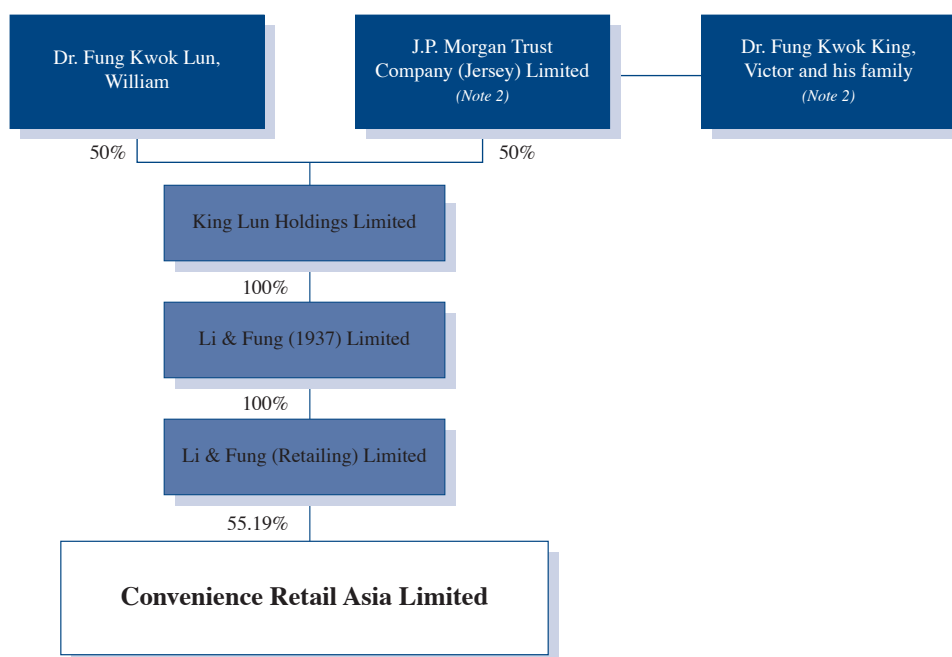 Dr. Fung Kwok Lun,
William
J.P. Morgan Trust
Company (Jersey) Limited
(Note 2)
Dr. Fung Kwok King,
Victor and his family
(Note 2)
50%
50%
King Lun Holdings Limited
100%
Li & Fung (1937) Limited
100%
Li & Fung (Retailing) Limited
55.19%
Convenience Retail Asia Limited